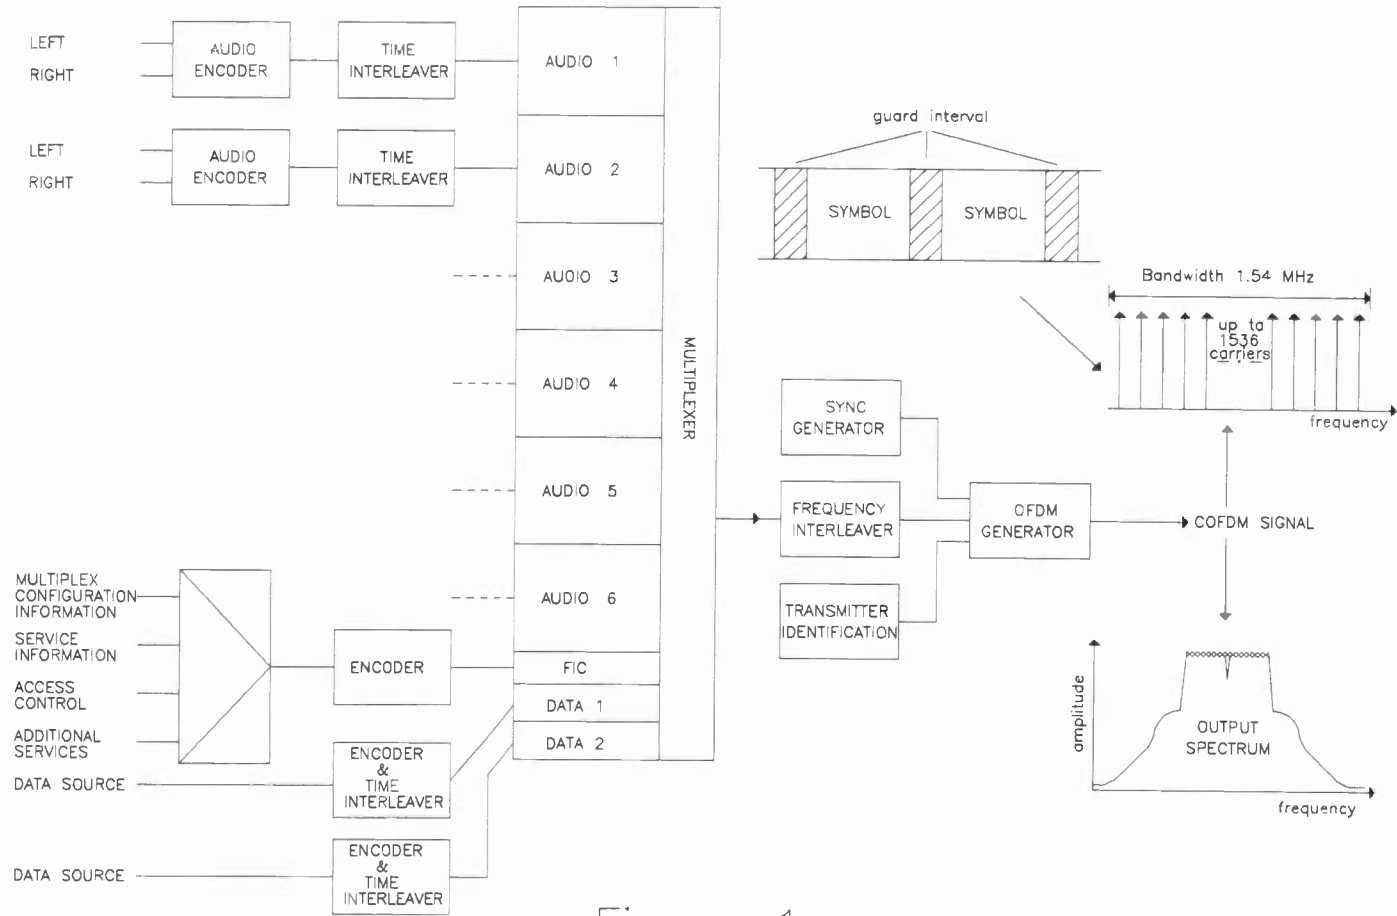 LEFT
RIGHT
AUDIO
ENCODER
TIME
INTERLEAVER
AUDIO 1
LEFT
RIGHT
AUDIO
ENCODER
TIME
INTERLEAVER
AUDIO 2
AUDIO 3
AUDIO 4
AUDIO 5
AUDIO 6
FIC
DATA 1
DATA 2
MULTIPLEXER
MULTIPLEX
CONFIGURATION
INFORMATION
SERVICE
INFORMATION
ACCESS
CONTROL
ADDITIONAL
SERVICES
ENCODER
DATA SOURCE
ENCODER
&
TIME
INTERLEAVER
DATA SOURCE
ENCODER
&
TIME
INTERLEAVER
guard interval
SYMBOL
SYMBOL
Bandwidth 1.54 MHz
up to
1536
carriers
frequency
SYNC
GENERATOR
FREQUENCY
INTERLEAVER
TRANSMITTER
IDENTIFICATION
OFDM
GENERATOR
COFDM SIGNAL
amplitude
OUTPUT
SPECTRUM
frequency